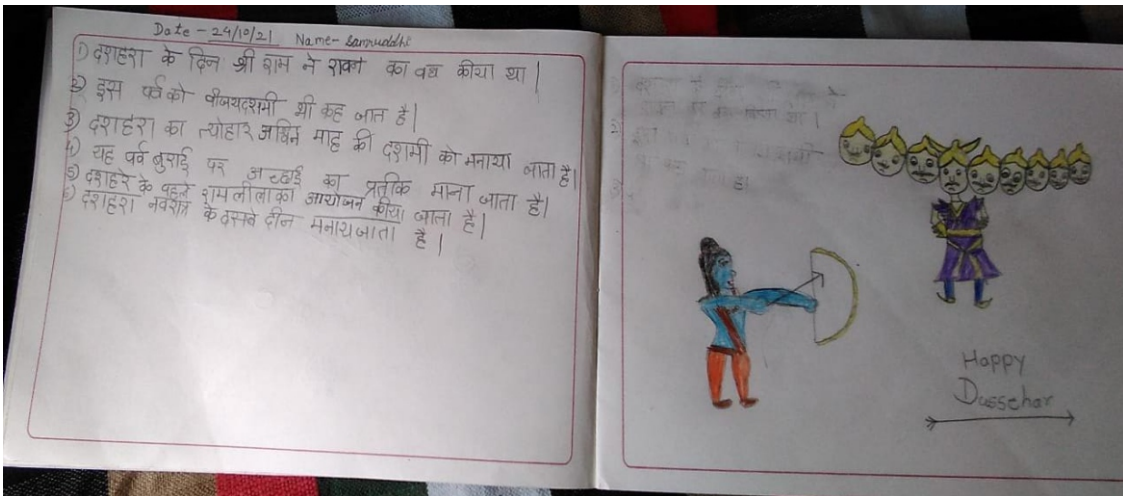 Date - 24/10/21 Name- Samruddhi
1) दशहरा के दिन श्री राम ने रावण का वध कीया था |
2) इस पर्व को वीजयदशमी भी कह जात है |
3) दशहरा का त्योहार अश्विन माह की दशमी को मनाया जाता है |
4) यह पर्व बुराई पर अच्छाई का प्रतीक माना जाता है |
5) दशहरे के पहले रामलीला का आयोजन कीया जाता है |
6) दशहरा नवरात्र के दसवे दीन मनाय जाता है |
Happy
Dussehar